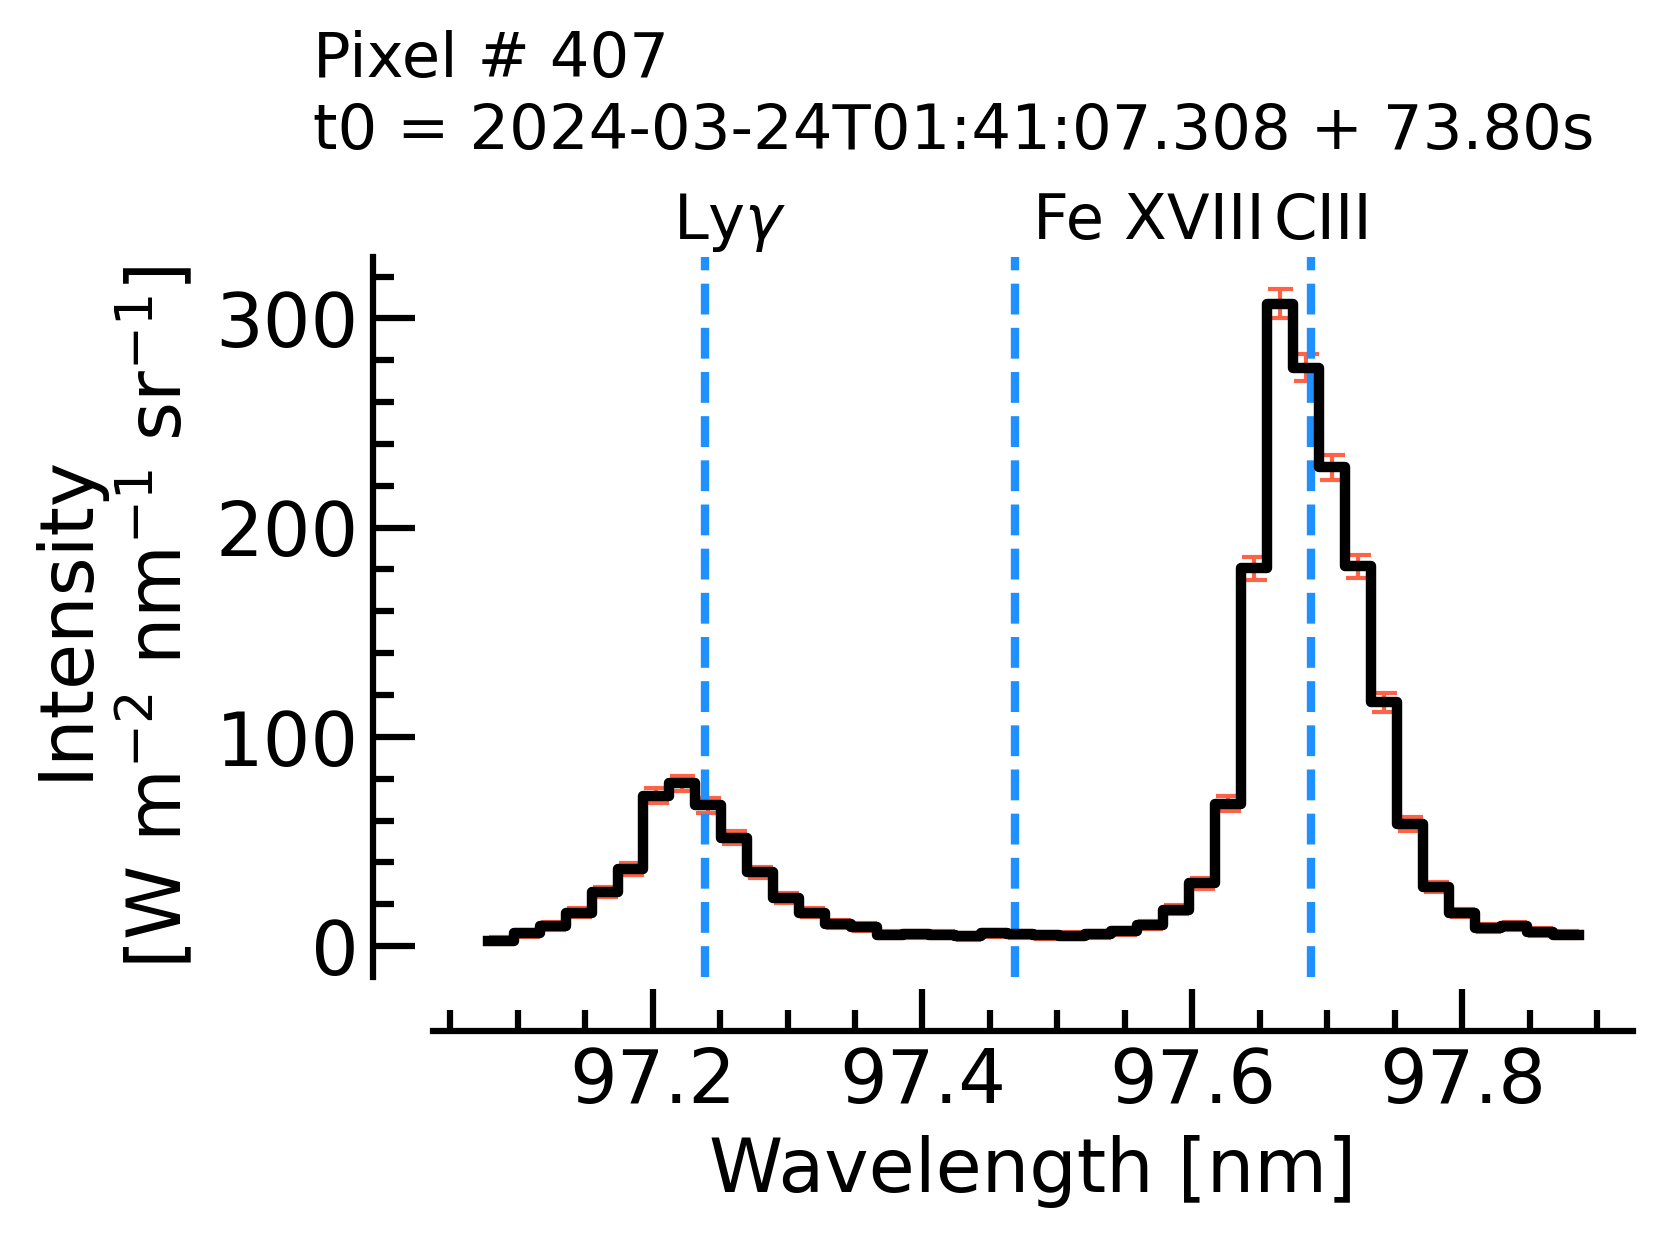 Pixel # 407
t0 = 2024-03-24T01:41:07.308 + 73.80s
Lyγ Fe XVIII CIII
Intensity
[W m⁻² nm⁻¹ sr⁻¹]
300
200
100
0
97.2 97.4 97.6 97.8
Wavelength [nm]